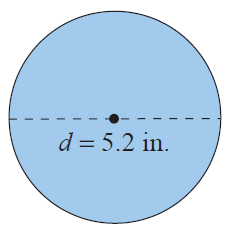 d = 5.2 in.